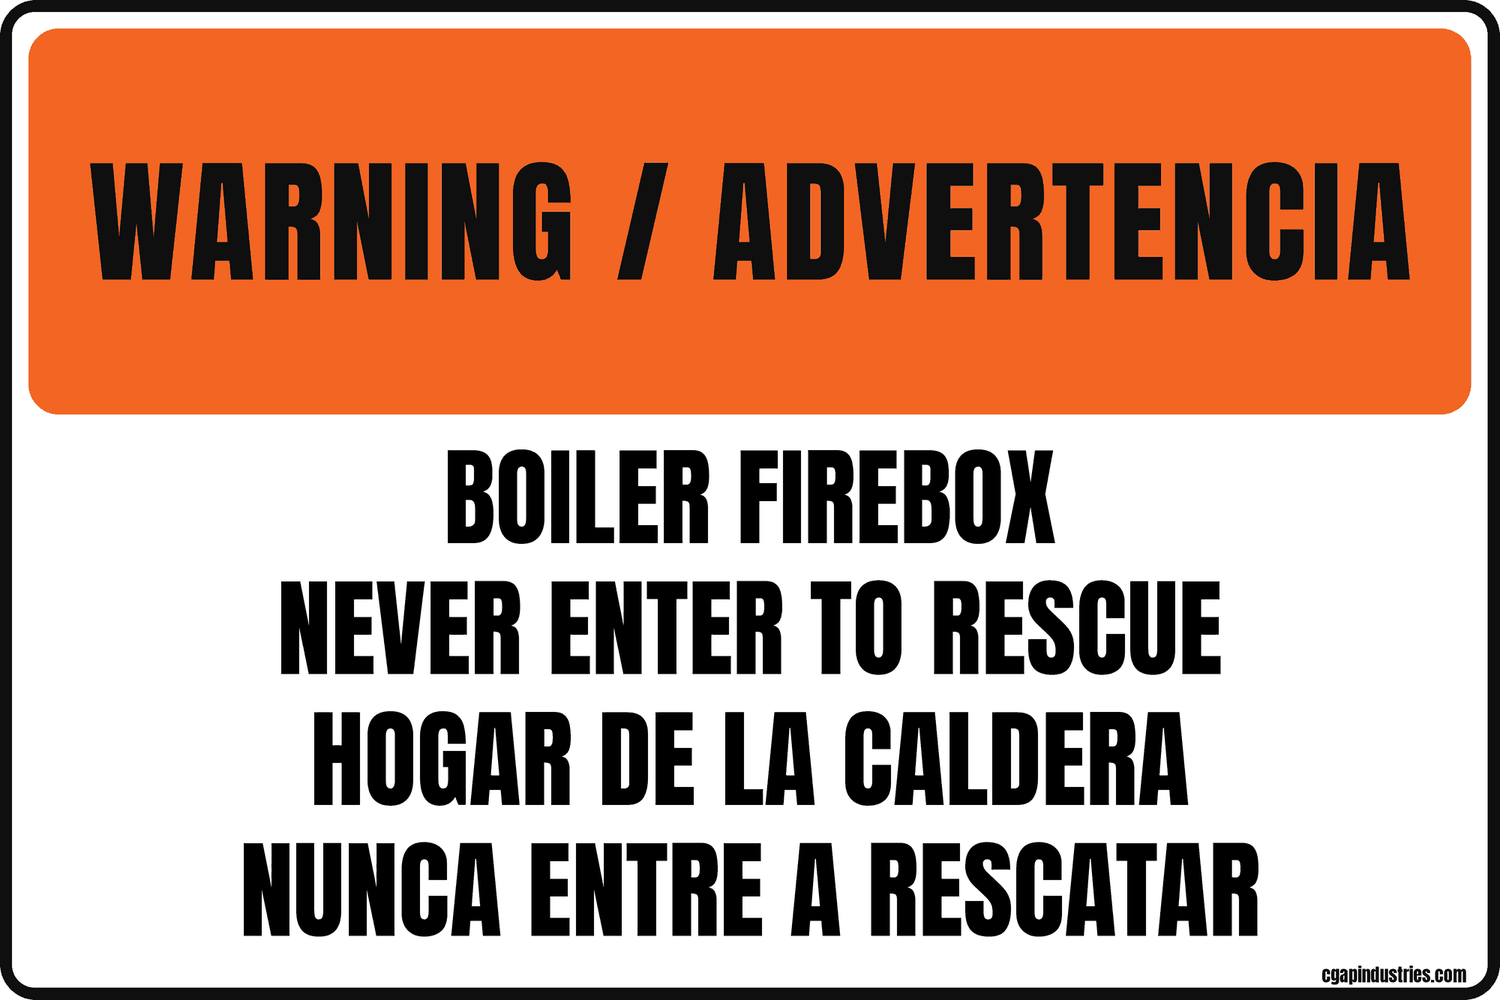 WARNING / ADVERTENCIA
BOILER FIREBOX
NEVER ENTER TO RESCUE
HOGAR DE LA CALDERA
NUNCA ENTRE A RESCATAR
cgapindustries.com